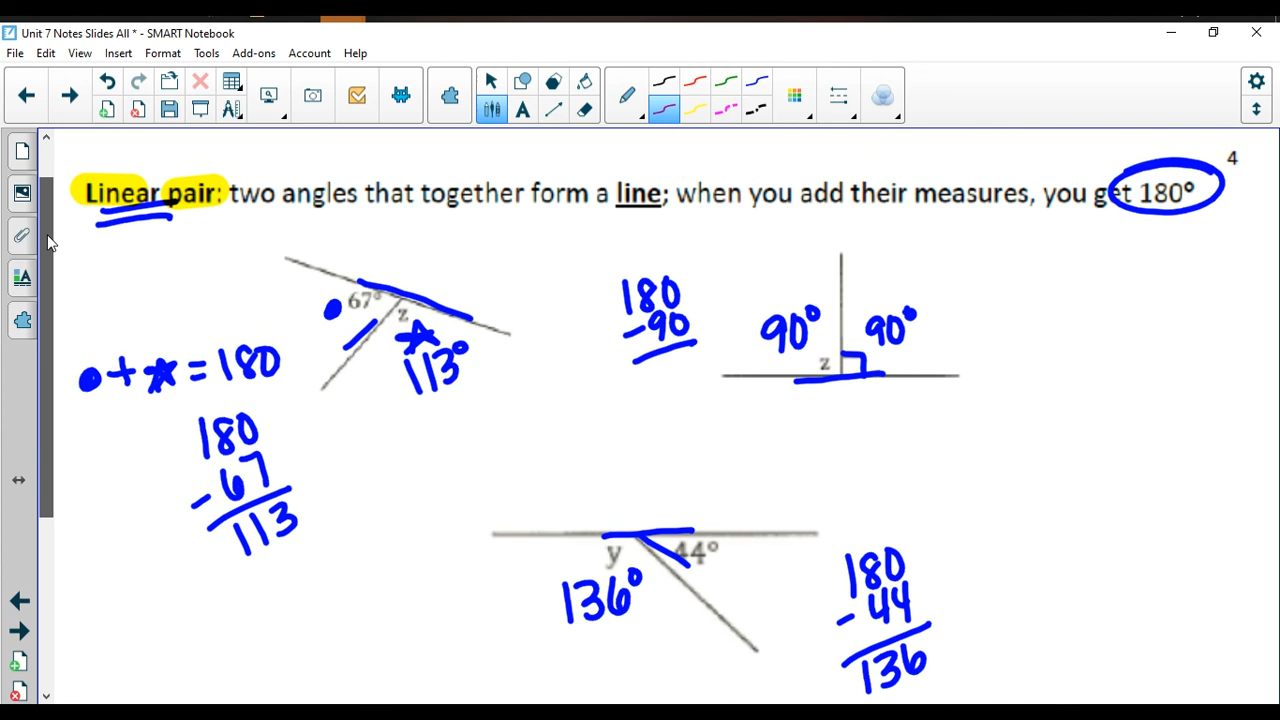 Unit 7 Notes Slides All * - SMART Notebook
File Edit View Insert Format Tools Add-ons Account Help
4
Linear pair: two angles that together form a line; when you add their measures, you get 180°
67°
z
113°
+ = 180
180
- 67
113
180
- 90
90° 90°
z
y 44°
136°
180
- 44
136